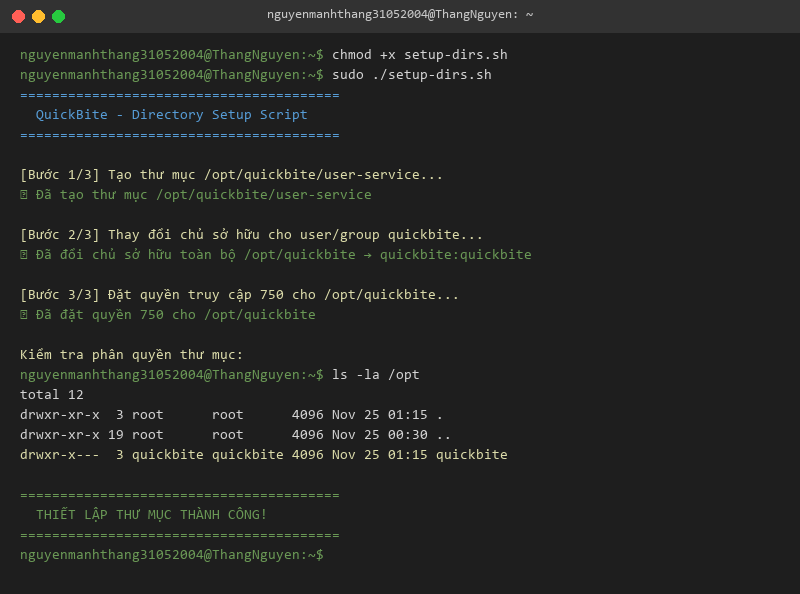 nguyenmanhthang31052004@ThangNguyen: ~
nguyenmanhthang31052004@ThangNguyen:~$ chmod +x setup-dirs.sh
nguyenmanhthang31052004@ThangNguyen:~$ sudo ./setup-dirs.sh
========================================
  QuickBite - Directory Setup Script
========================================
[Bước 1/3] Tạo thư mục /opt/quickbite/user-service...
Đã tạo thư mục /opt/quickbite/user-service
[Bước 2/3] Thay đổi chủ sở hữu cho user/group quickbite...
Đã đổi chủ sở hữu toàn bộ /opt/quickbite → quickbite:quickbite
[Bước 3/3] Đặt quyền truy cập 750 cho /opt/quickbite...
Đã đặt quyền 750 cho /opt/quickbite
Kiểm tra phân quyền thư mục:
nguyenmanhthang31052004@ThangNguyen:~$ ls -la /opt
total 12
drwxr-xr-x  3 root      root      4096 Nov 25 01:15 .
drwxr-xr-x 19 root      root      4096 Nov 25 00:30 ..
drwxr-x---  3 quickbite quickbite 4096 Nov 25 01:15 quickbite
========================================
  THIẾT LẬP THƯ MỤC THÀNH CÔNG!
========================================
nguyenmanhthang31052004@ThangNguyen:~$